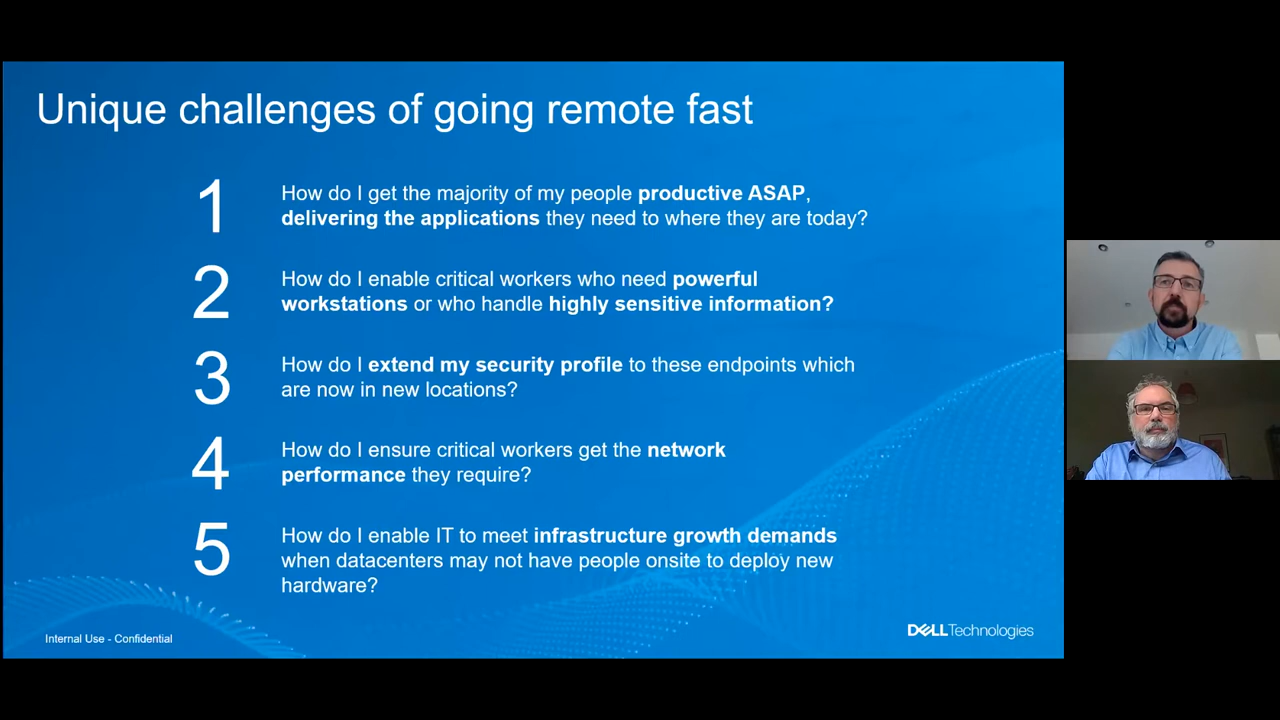 Unique challenges of going remote fast
1
How do I get the majority of my people productive ASAP,
delivering the applications they need to where they are today?
2
How do I enable critical workers who need powerful
workstations or who handle highly sensitive information?
3
How do I extend my security profile to these endpoints which
are now in new locations?
4
How do I ensure critical workers get the network
performance they require?
5
How do I enable IT to meet infrastructure growth demands
when datacenters may not have people onsite to deploy new
hardware?
Internal Use - Confidential
DELLTechnologies